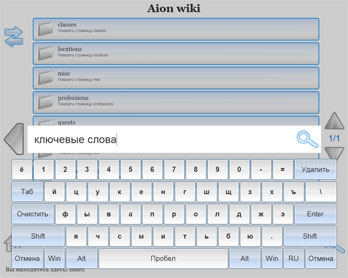 Aion wiki
classes
Показать страницу classes
locations
Показать страницу locations
misc
Показать страницу misc
professions
Показать страницу professions
quests
ключевые слова
1/1
ё 1 2 3 4 5 6 7 8 9 0 - = Удалить
Таб й ц у к е н г ш щ з х ъ \
Очистить ф ы в а п р о л д ж э Enter
Shift я ч с м и т ь б ю . Shift
Отмена Win Alt Пробел Alt Win RU Отмена
Вы находитесь здесь: index